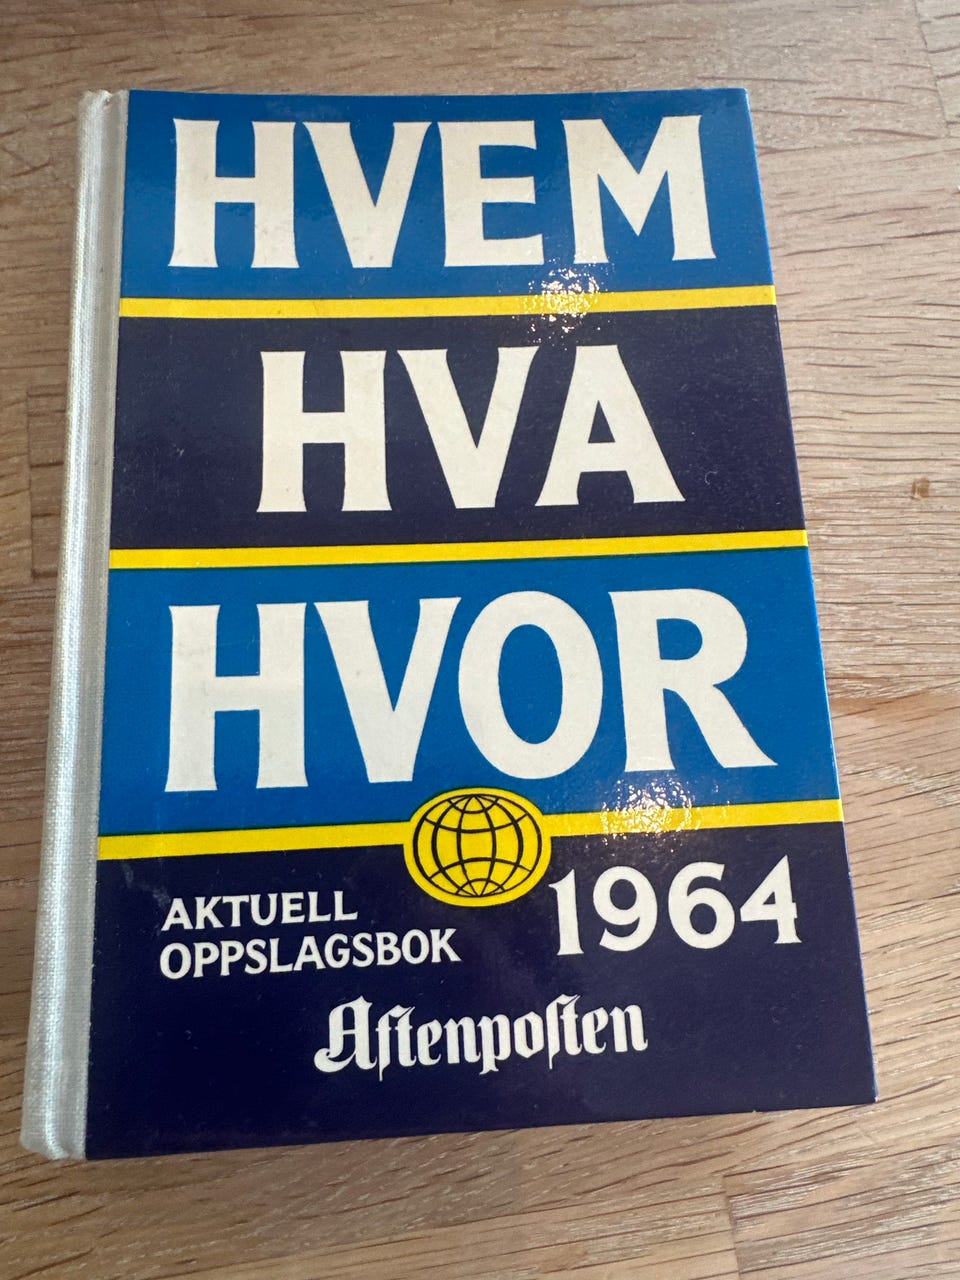 HVEM
HVA
HVOR
AKTUELL
OPPSLAGSBOK
1964
Aftenposten